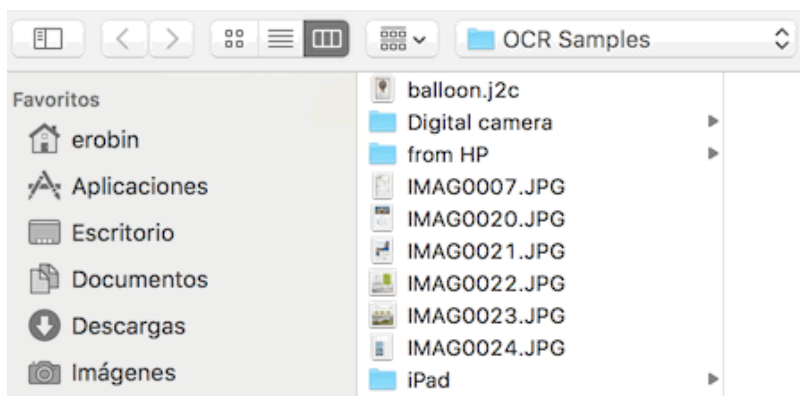 OCR Samples
Favoritos
erobin
Aplicaciones
Escritorio
Documentos
Descargas
Imágenes
balloon.j2c
Digital camera
from HP
IMAG0007.JPG
IMAG0020.JPG
IMAG0021.JPG
IMAG0022.JPG
IMAG0023.JPG
IMAG0024.JPG
iPad